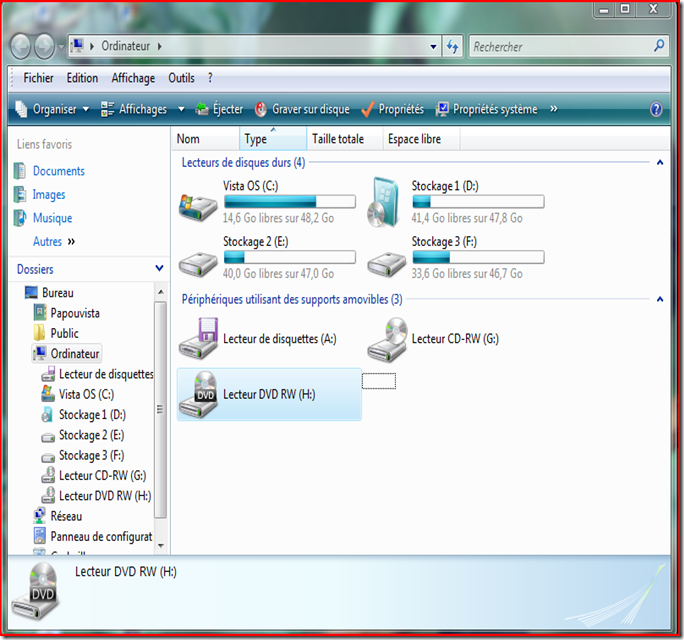 Ordinateur
Rechercher
Fichier Edition Affichage Outils ?
Organiser Affichages Éjecter Graver sur disque Propriétés Propriétés système » ?
Liens favoris
Documents
Images
Musique
Autres »
Dossiers
Bureau
Papouvista
Public
Ordinateur
Lecteur de disquettes
Vista OS (C:)
Stockage 1 (D:)
Stockage 2 (E:)
Stockage 3 (F:)
Lecteur CD-RW (G:)
Lecteur DVD RW (H:)
Réseau
Panneau de configurat
Nom Type Taille totale Espace libre
Lecteurs de disques durs (4)
Vista OS (C:)
14,6 Go libres sur 48,2 Go
Stockage 1 (D:)
41,4 Go libres sur 47,8 Go
Stockage 2 (E:)
40,0 Go libres sur 47,0 Go
Stockage 3 (F:)
33,6 Go libres sur 46,7 Go
Périphériques utilisant des supports amovibles (3)
Lecteur de disquettes (A:)
Lecteur CD-RW (G:)
DVD
Lecteur DVD RW (H:)
DVD
Lecteur DVD RW (H:)